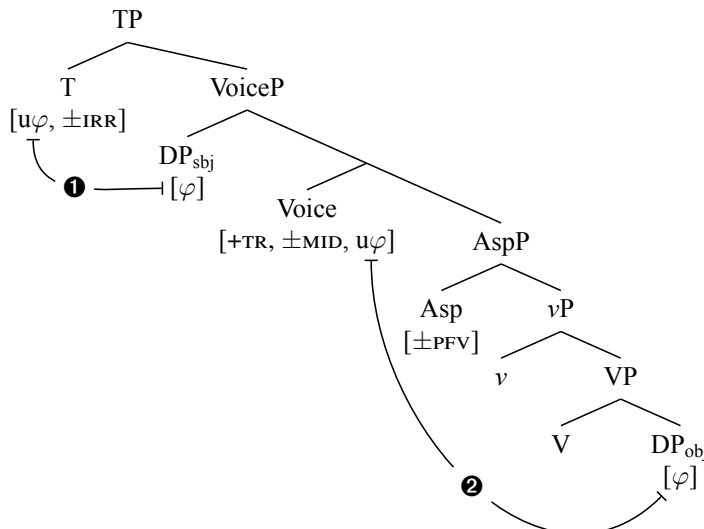 TP
T VoiceP
[uφ, ±IRR]
DPsbj
❶ [φ]
Voice
[+TR, ±MID, uφ] AspP
Asp vP
[±PFV]
v VP
V DPobj
❷ [φ]